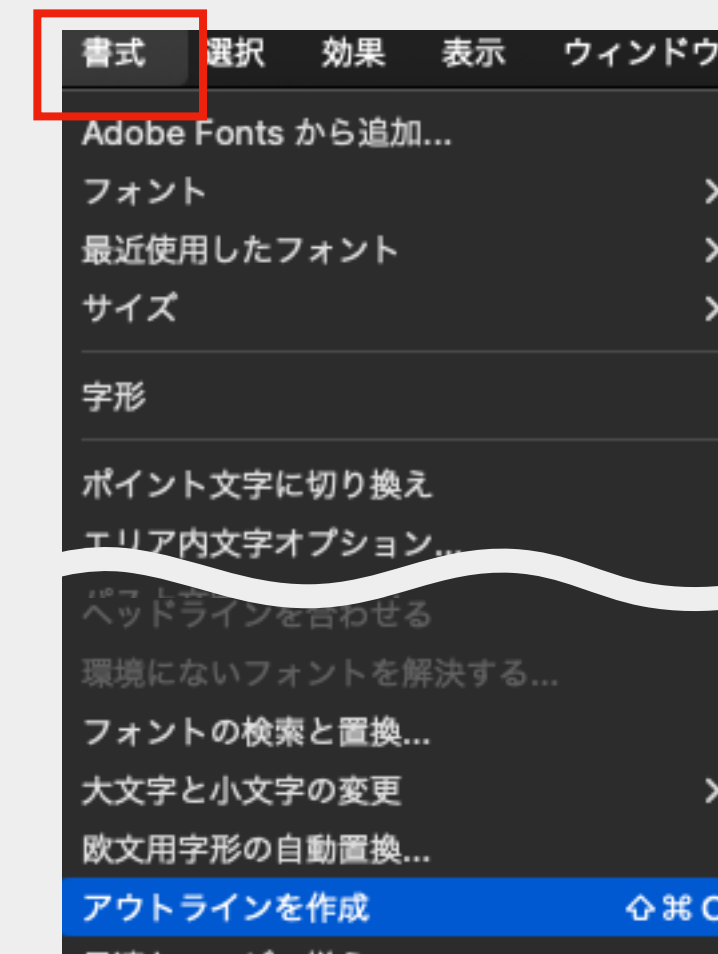 書式 選択 効果 表示 ウィンドウ
Adobe Fonts から追加...
フォント
最近使用したフォント
サイズ
字形
ポイント文字に切り換え
エリア内文字オプション...
ヘッドラインを合わせる
環境にないフォントを解決する...
フォントの検索と置換...
大文字と小文字の変更
欧文用字形の自動置換...
アウトラインを作成 ⇧⌘O